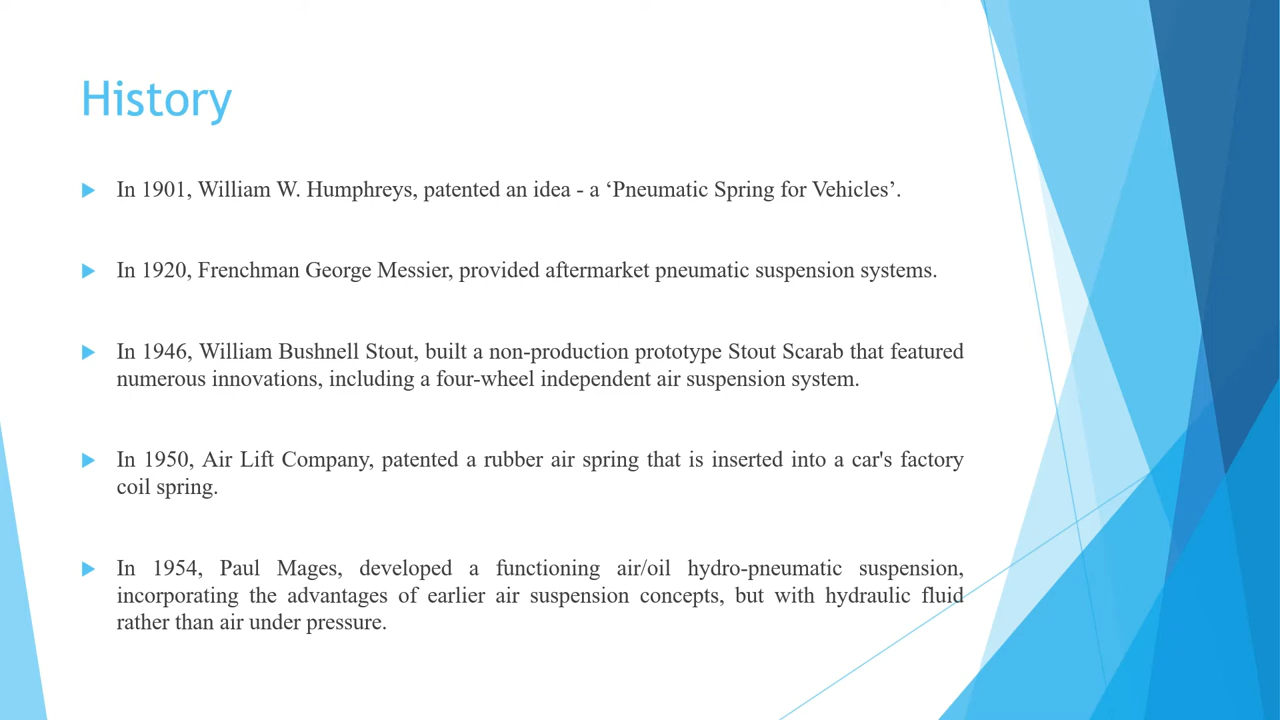 History
In 1901, William W. Humphreys, patented an idea - a ‘Pneumatic Spring for Vehicles’.
In 1920, Frenchman George Messier, provided aftermarket pneumatic suspension systems.
In 1946, William Bushnell Stout, built a non-production prototype Stout Scarab that featured
numerous innovations, including a four-wheel independent air suspension system.
In 1950, Air Lift Company, patented a rubber air spring that is inserted into a car's factory
coil spring.
In 1954, Paul Mages, developed a functioning air/oil hydro-pneumatic suspension,
incorporating the advantages of earlier air suspension concepts, but with hydraulic fluid
rather than air under pressure.